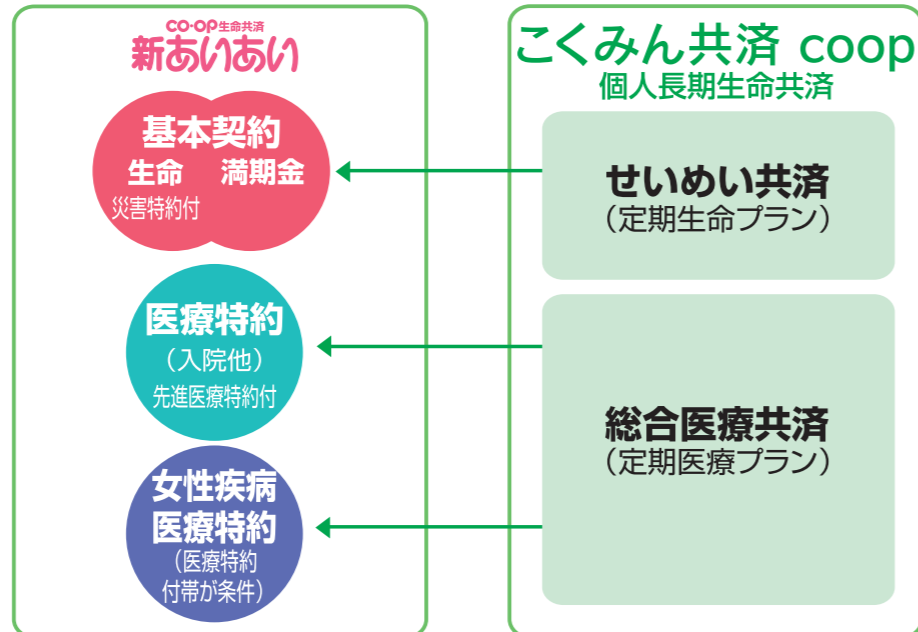 CO·OP生命共済
新あいあい
基本契約
生命 満期金
災害特約付
医療特約
（入院他）
先進医療特約付
女性疾病
医療特約
（医療特約
付帯が条件）
こくみん共済 coop
個人長期生命共済
せいめい共済
（定期生命プラン）
総合医療共済
（定期医療プラン）